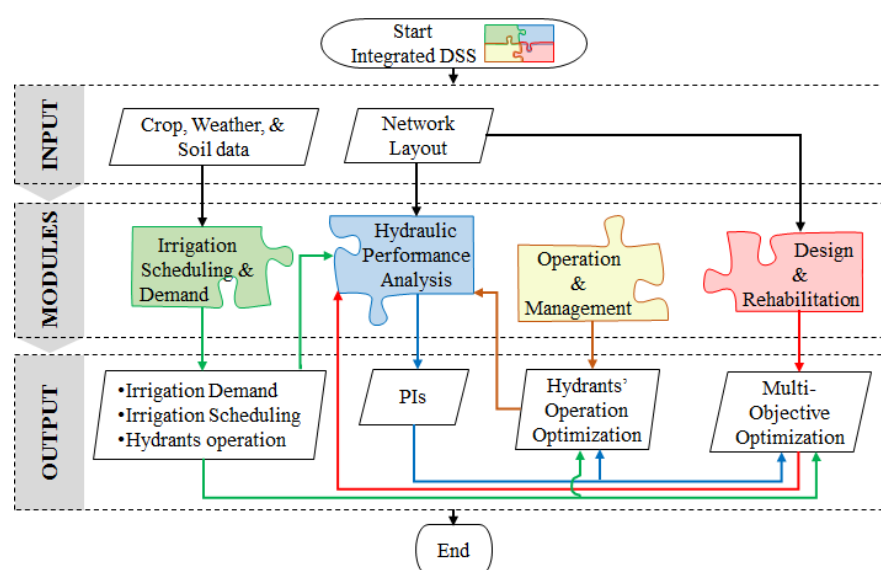 Start
Integrated DSS
INPUT
Crop, Weather, &
Soil data
Network
Layout
MODULES
Irrigation
Scheduling &
Demand
Hydraulic
Performance
Analysis
Operation
&
Management
Design
&
Rehabilitation
OUTPUT
•Irrigation Demand
•Irrigation Scheduling
•Hydrants operation
PIs
Hydrants’
Operation
Optimization
Multi-
Objective
Optimization
End